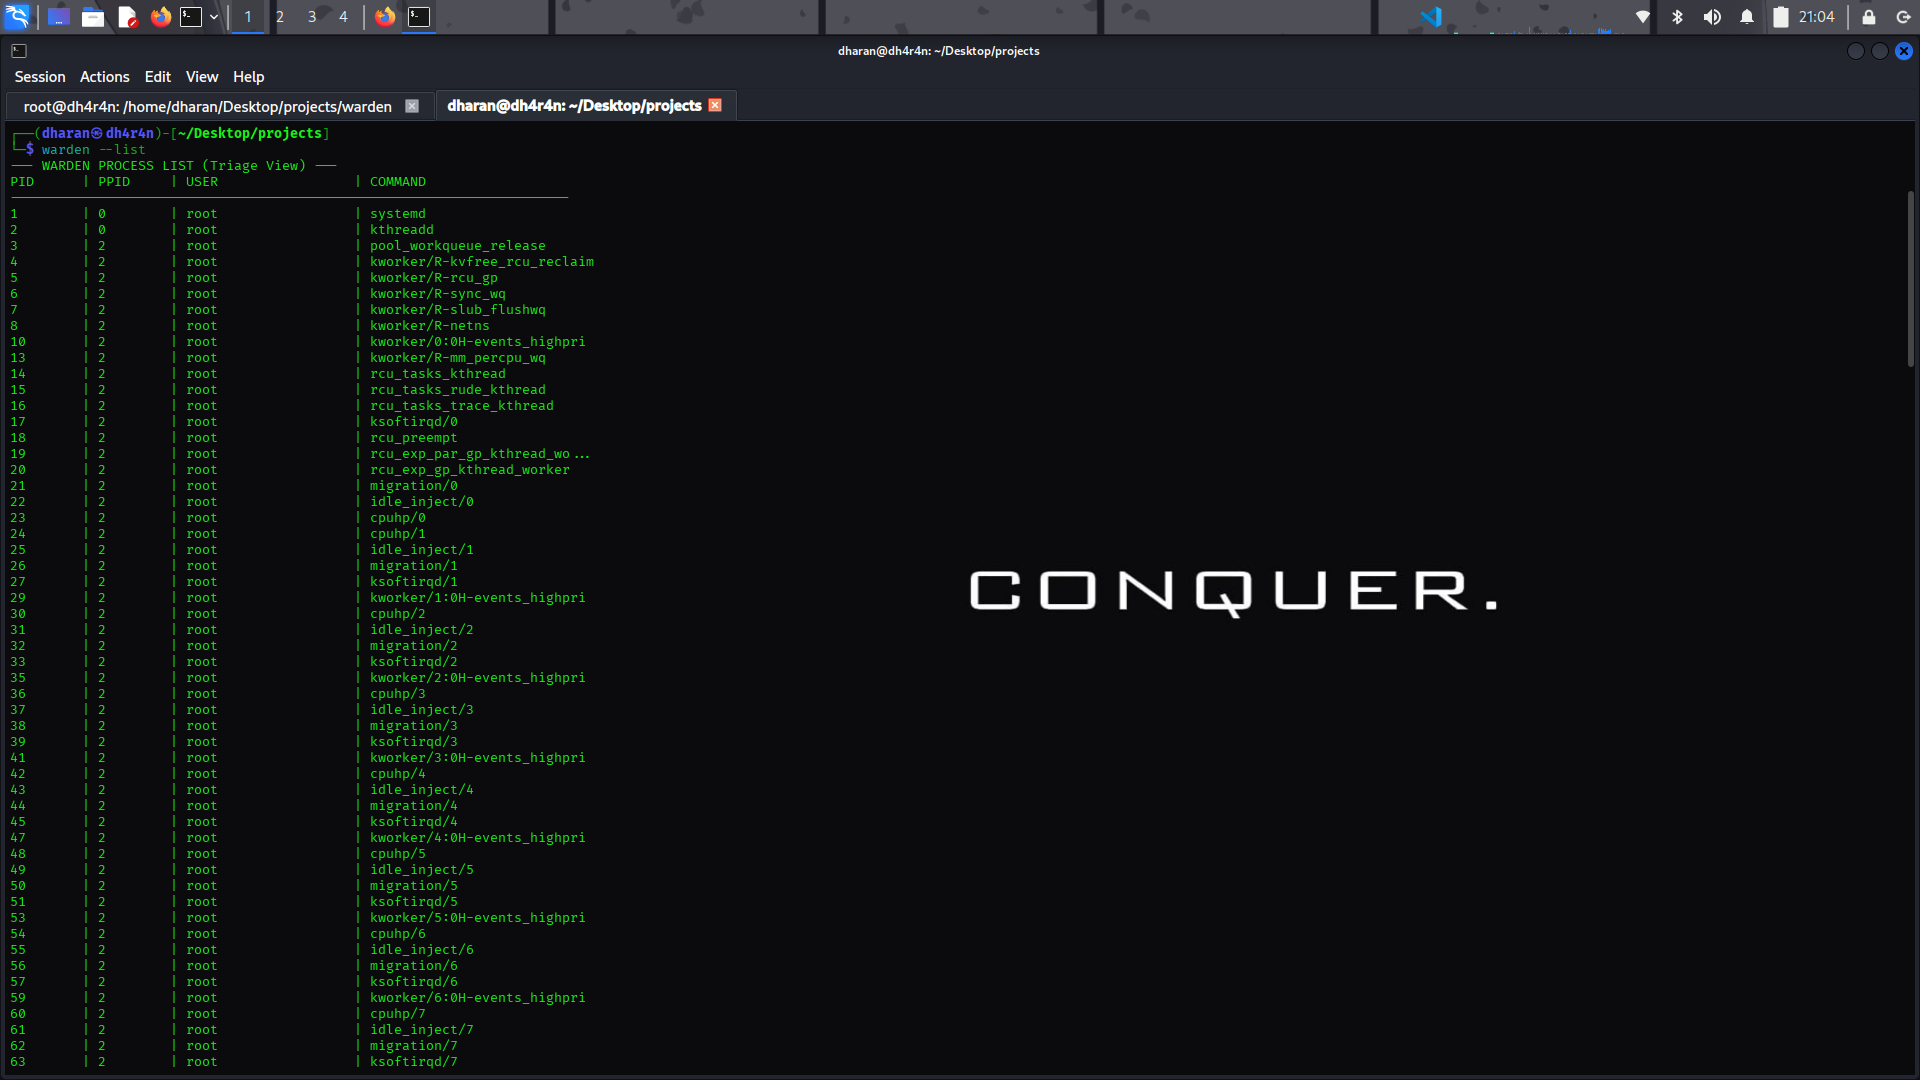 1 2 3 4 21:04
dharan@dh4r4n: ~/Desktop/projects
Session Actions Edit View Help
root@dh4r4n: /home/dharan/Desktop/projects/warden dharan@dh4r4n: ~/Desktop/projects
┌──(dharan㉿dh4r4n)-[~/Desktop/projects]
└─$ warden --list
─── WARDEN PROCESS LIST (Triage View) ───
PID | PPID | USER | COMMAND
1 | 0 | root | systemd
2 | 0 | root | kthreadd
3 | 2 | root | pool_workqueue_release
4 | 2 | root | kworker/R-kvfree_rcu_reclaim
5 | 2 | root | kworker/R-rcu_gp
6 | 2 | root | kworker/R-sync_wq
7 | 2 | root | kworker/R-slub_flushwq
8 | 2 | root | kworker/R-netns
10 | 2 | root | kworker/0:0H-events_highpri
13 | 2 | root | kworker/R-mm_percpu_wq
14 | 2 | root | rcu_tasks_kthread
15 | 2 | root | rcu_tasks_rude_kthread
16 | 2 | root | rcu_tasks_trace_kthread
17 | 2 | root | ksoftirqd/0
18 | 2 | root | rcu_preempt
19 | 2 | root | rcu_exp_par_gp_kthread_wo...
20 | 2 | root | rcu_exp_gp_kthread_worker
21 | 2 | root | migration/0
22 | 2 | root | idle_inject/0
23 | 2 | root | cpuhp/0
24 | 2 | root | cpuhp/1
25 | 2 | root | idle_inject/1
26 | 2 | root | migration/1
27 | 2 | root | ksoftirqd/1
29 | 2 | root | kworker/1:0H-events_highpri
30 | 2 | root | cpuhp/2
31 | 2 | root | idle_inject/2
32 | 2 | root | migration/2
33 | 2 | root | ksoftirqd/2
35 | 2 | root | kworker/2:0H-events_highpri
36 | 2 | root | cpuhp/3
37 | 2 | root | idle_inject/3
38 | 2 | root | migration/3
39 | 2 | root | ksoftirqd/3
41 | 2 | root | kworker/3:0H-events_highpri
42 | 2 | root | cpuhp/4
43 | 2 | root | idle_inject/4
44 | 2 | root | migration/4
45 | 2 | root | ksoftirqd/4
47 | 2 | root | kworker/4:0H-events_highpri
48 | 2 | root | cpuhp/5
49 | 2 | root | idle_inject/5
50 | 2 | root | migration/5
51 | 2 | root | ksoftirqd/5
53 | 2 | root | kworker/5:0H-events_highpri
54 | 2 | root | cpuhp/6
55 | 2 | root | idle_inject/6
56 | 2 | root | migration/6
57 | 2 | root | ksoftirqd/6
59 | 2 | root | kworker/6:0H-events_highpri
60 | 2 | root | cpuhp/7
61 | 2 | root | idle_inject/7
62 | 2 | root | migration/7
63 | 2 | root | ksoftirqd/7
CONQUER.